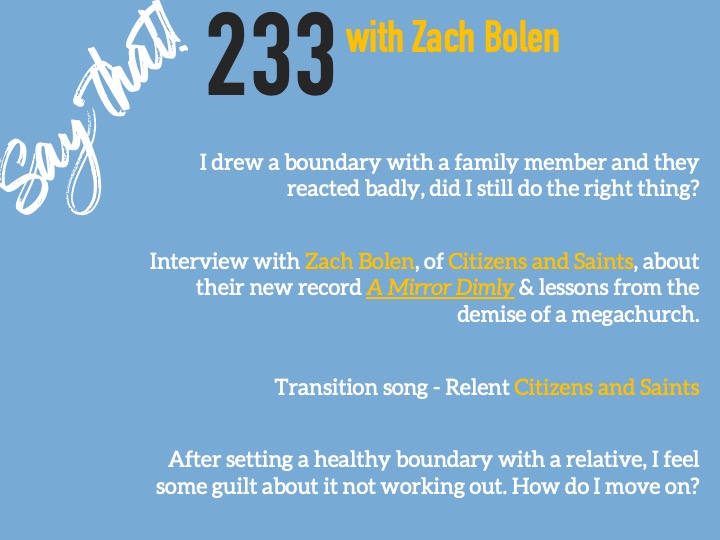 Say that!
233
with Zach Bolen
I drew a boundary with a family member and they
reacted badly, did I still do the right thing?
Interview with Zach Bolen, of Citizens and Saints, about
their new record A Mirror Dimly & lessons from the
demise of a megachurch.
Transition song - Relent Citizens and Saints
After setting a healthy boundary with a relative, I feel
some guilt about it not working out. How do I move on?